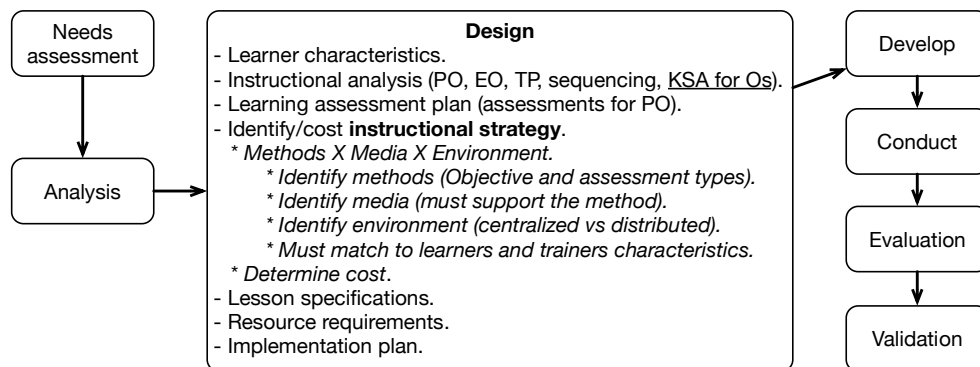 Needs
assessment
Analysis
Design
- Learner characteristics.
- Instructional analysis (PO, EO, TP, sequencing, KSA for Os).
- Learning assessment plan (assessments for PO).
- Identify/cost instructional strategy.
* Methods X Media X Environment.
* Identify methods (Objective and assessment types).
* Identify media (must support the method).
* Identify environment (centralized vs distributed).
* Must match to learners and trainers characteristics.
* Determine cost.
- Lesson specifications.
- Resource requirements.
- Implementation plan.
Develop
Conduct
Evaluation
Validation